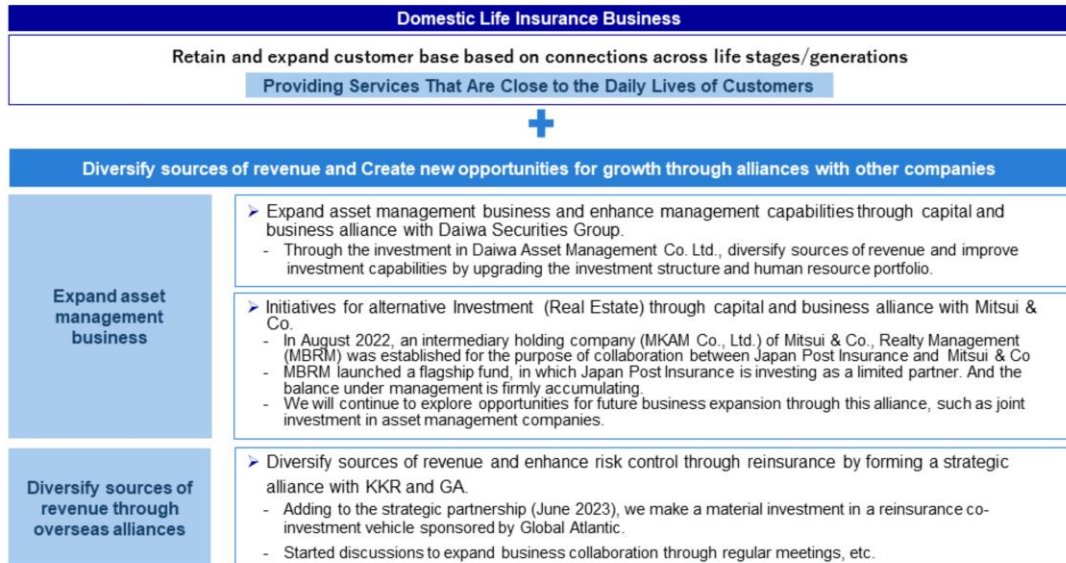 Domestic Life Insurance Business
Retain and expand customer base based on connections across life stages/generations
Providing Services That Are Close to the Daily Lives of Customers
+
Diversify sources of revenue and Create new opportunities for growth through alliances with other companies
Expand asset
management
business
➢ Expand asset management business and enhance management capabilities through capital and
business alliance with Daiwa Securities Group.
- Through the investment in Daiwa Asset Management Co. Ltd., diversify sources of revenue and improve
investment capabilities by upgrading the investment structure and human resource portfolio.
➢ Initiatives for alternative Investment (Real Estate) through capital and business alliance with Mitsui &
Co.
- In August 2022, an intermediary holding company (MKAM Co., Ltd.) of Mitsui & Co., Realty Management
(MBRM) was established for the purpose of collaboration between Japan Post Insurance and Mitsui & Co
- MBRM launched a flagship fund, in which Japan Post Insurance is investing as a limited partner. And the
balance under management is firmly accumulating.
- We will continue to explore opportunities for future business expansion through this alliance, such as joint
investment in asset management companies.
Diversify sources of
revenue through
overseas alliances
➢ Diversify sources of revenue and enhance risk control through reinsurance by forming a strategic
alliance with KKR and GA.
- Adding to the strategic partnership (June 2023), we make a material investment in a reinsurance co-
investment vehicle sponsored by Global Atlantic.
- Started discussions to expand business collaboration through regular meetings, etc.